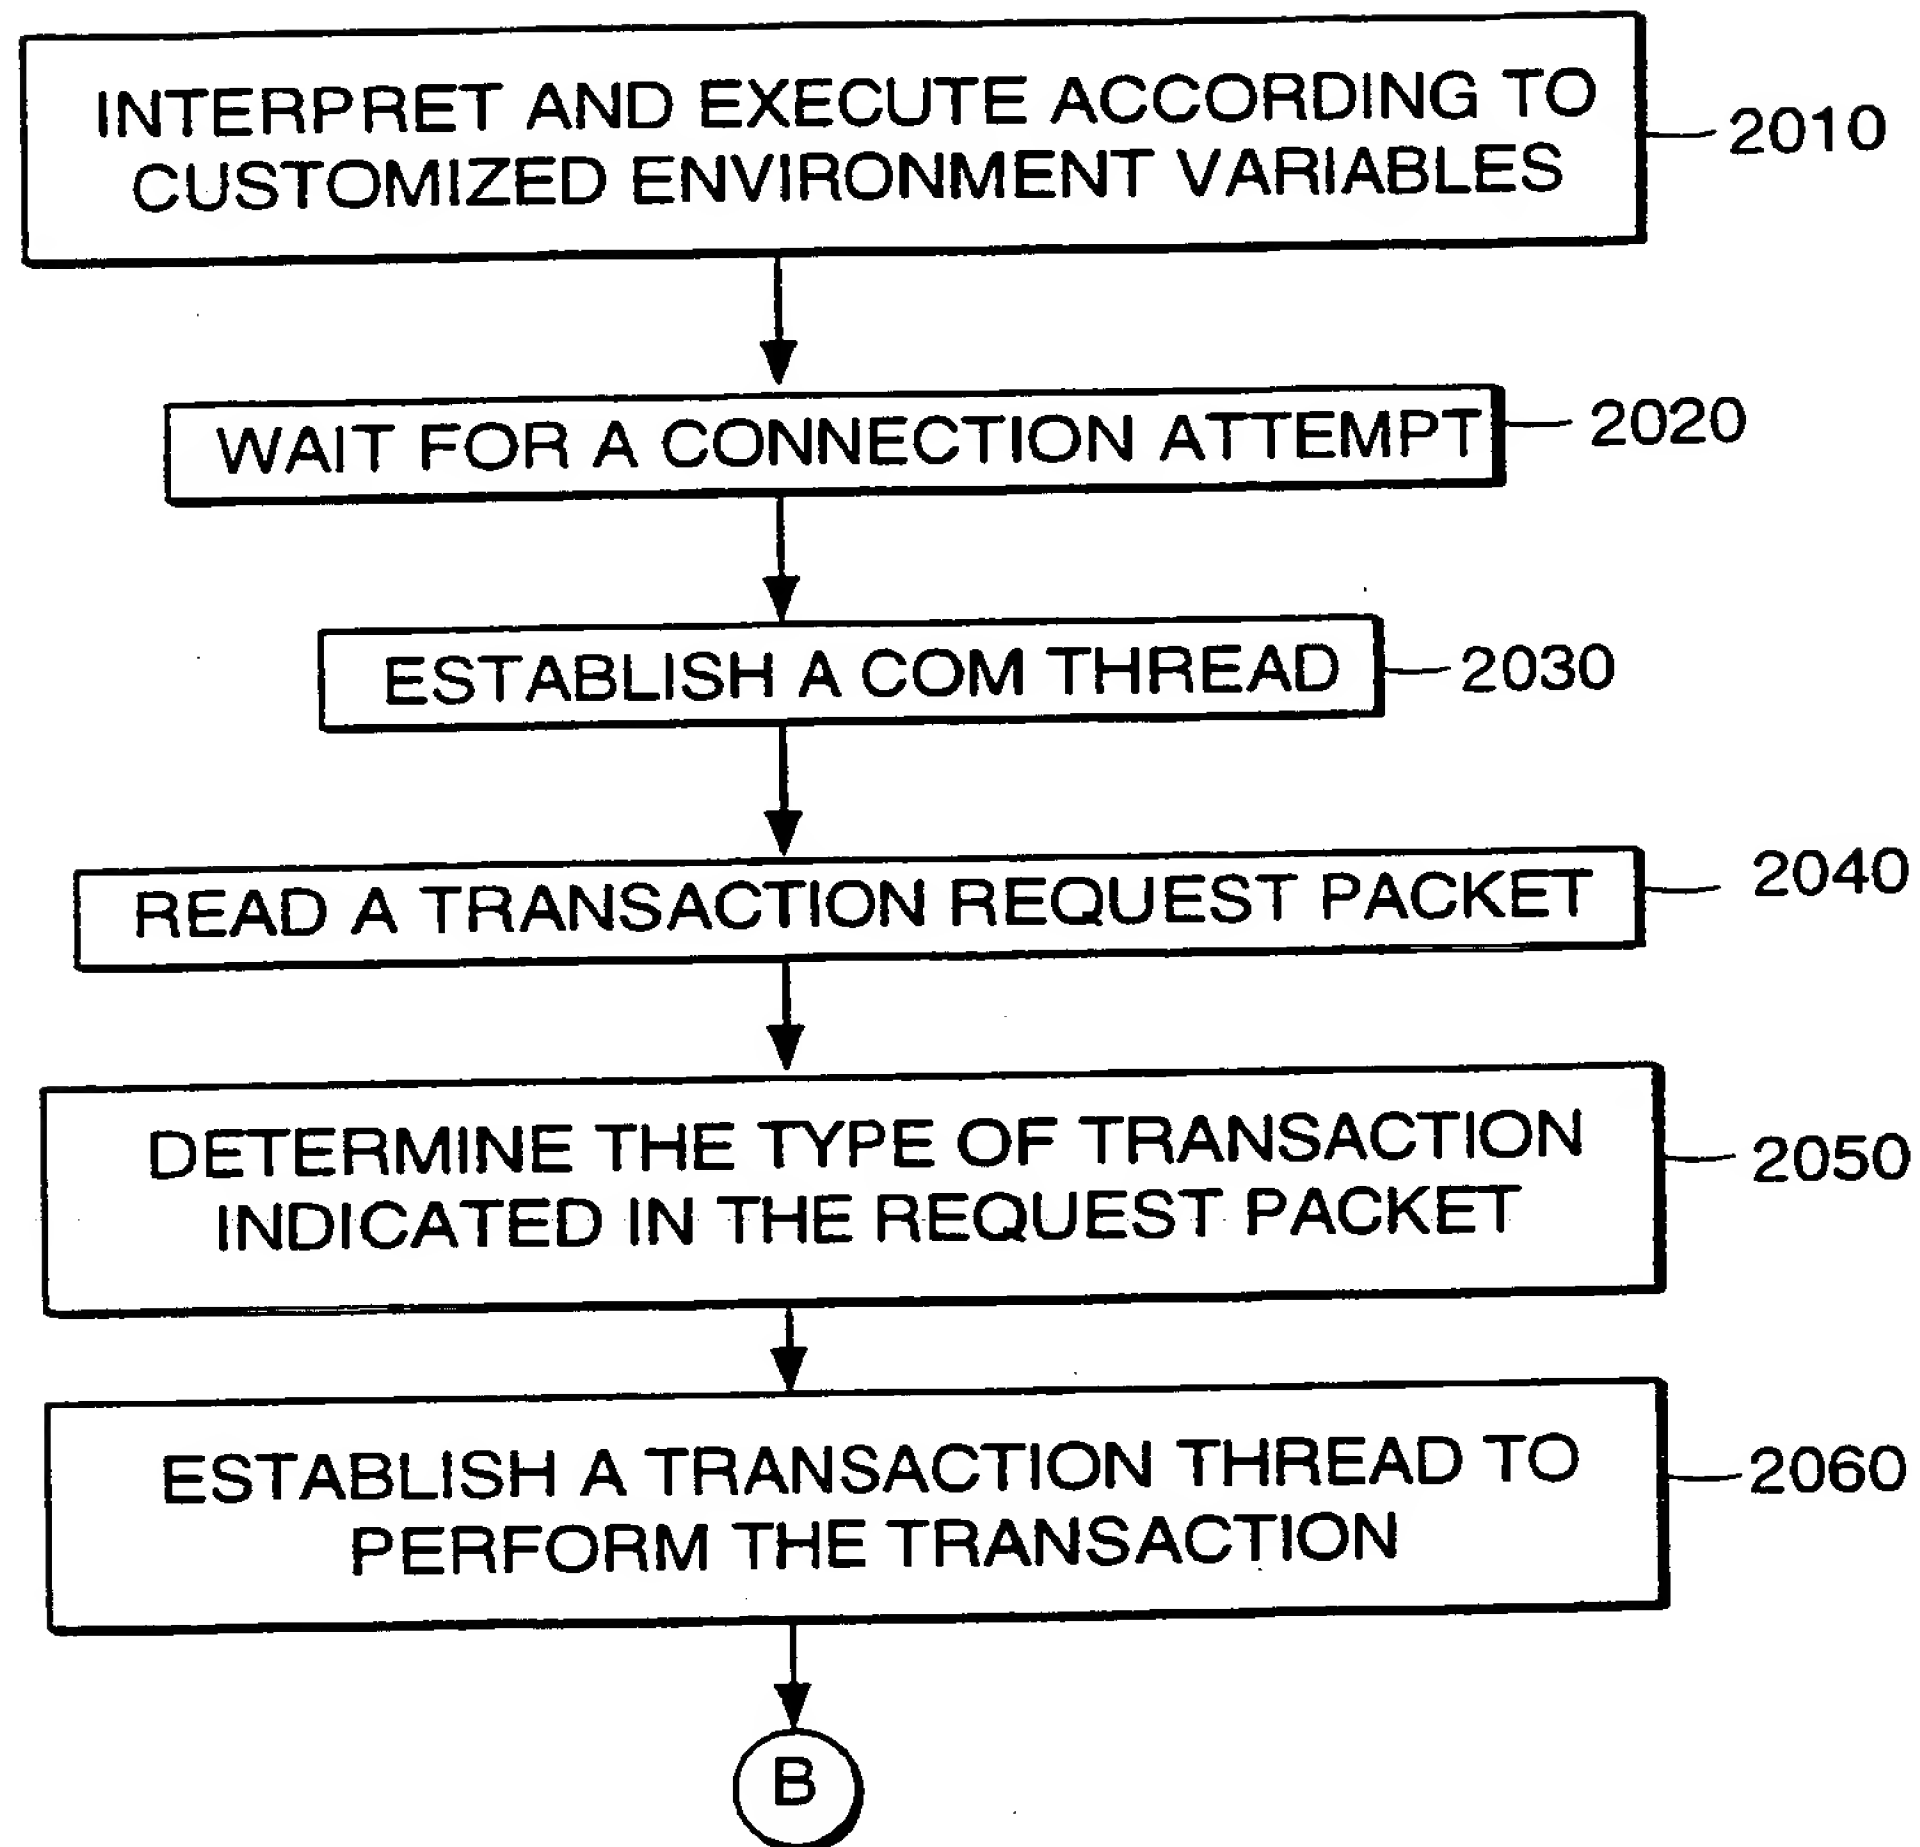 INTERPRET AND EXECUTE ACCORDING TO
CUSTOMIZED ENVIRONMENT VARIABLES
2010
WAIT FOR A CONNECTION ATTEMPT
2020
ESTABLISH A COM THREAD
2030
READ A TRANSACTION REQUEST PACKET
2040
DETERMINE THE TYPE OF TRANSACTION
INDICATED IN THE REQUEST PACKET
2050
ESTABLISH A TRANSACTION THREAD TO
PERFORM THE TRANSACTION
2060
B